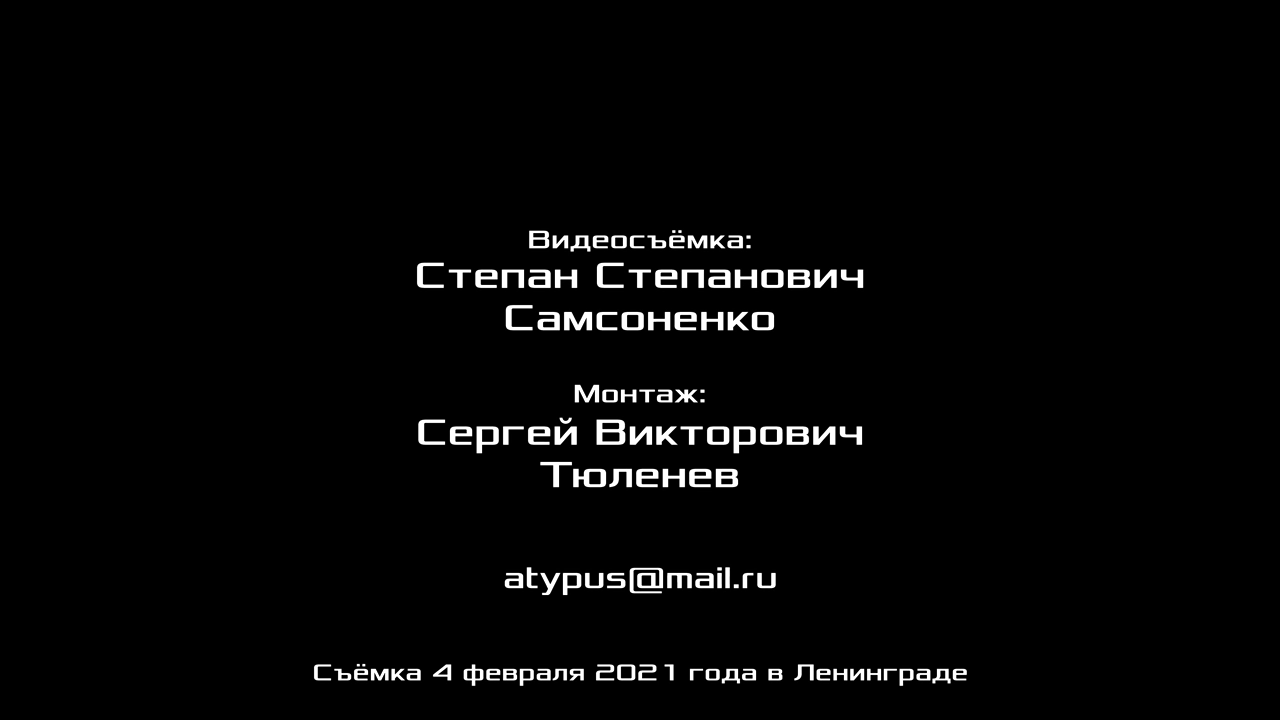 Видеосъёмка:
Степан Степанович
Самсоненко
Монтаж:
Сергей Викторович
Тюленев
atypus@mail.ru
Съёмка 4 февраля 2021 года в Ленинграде